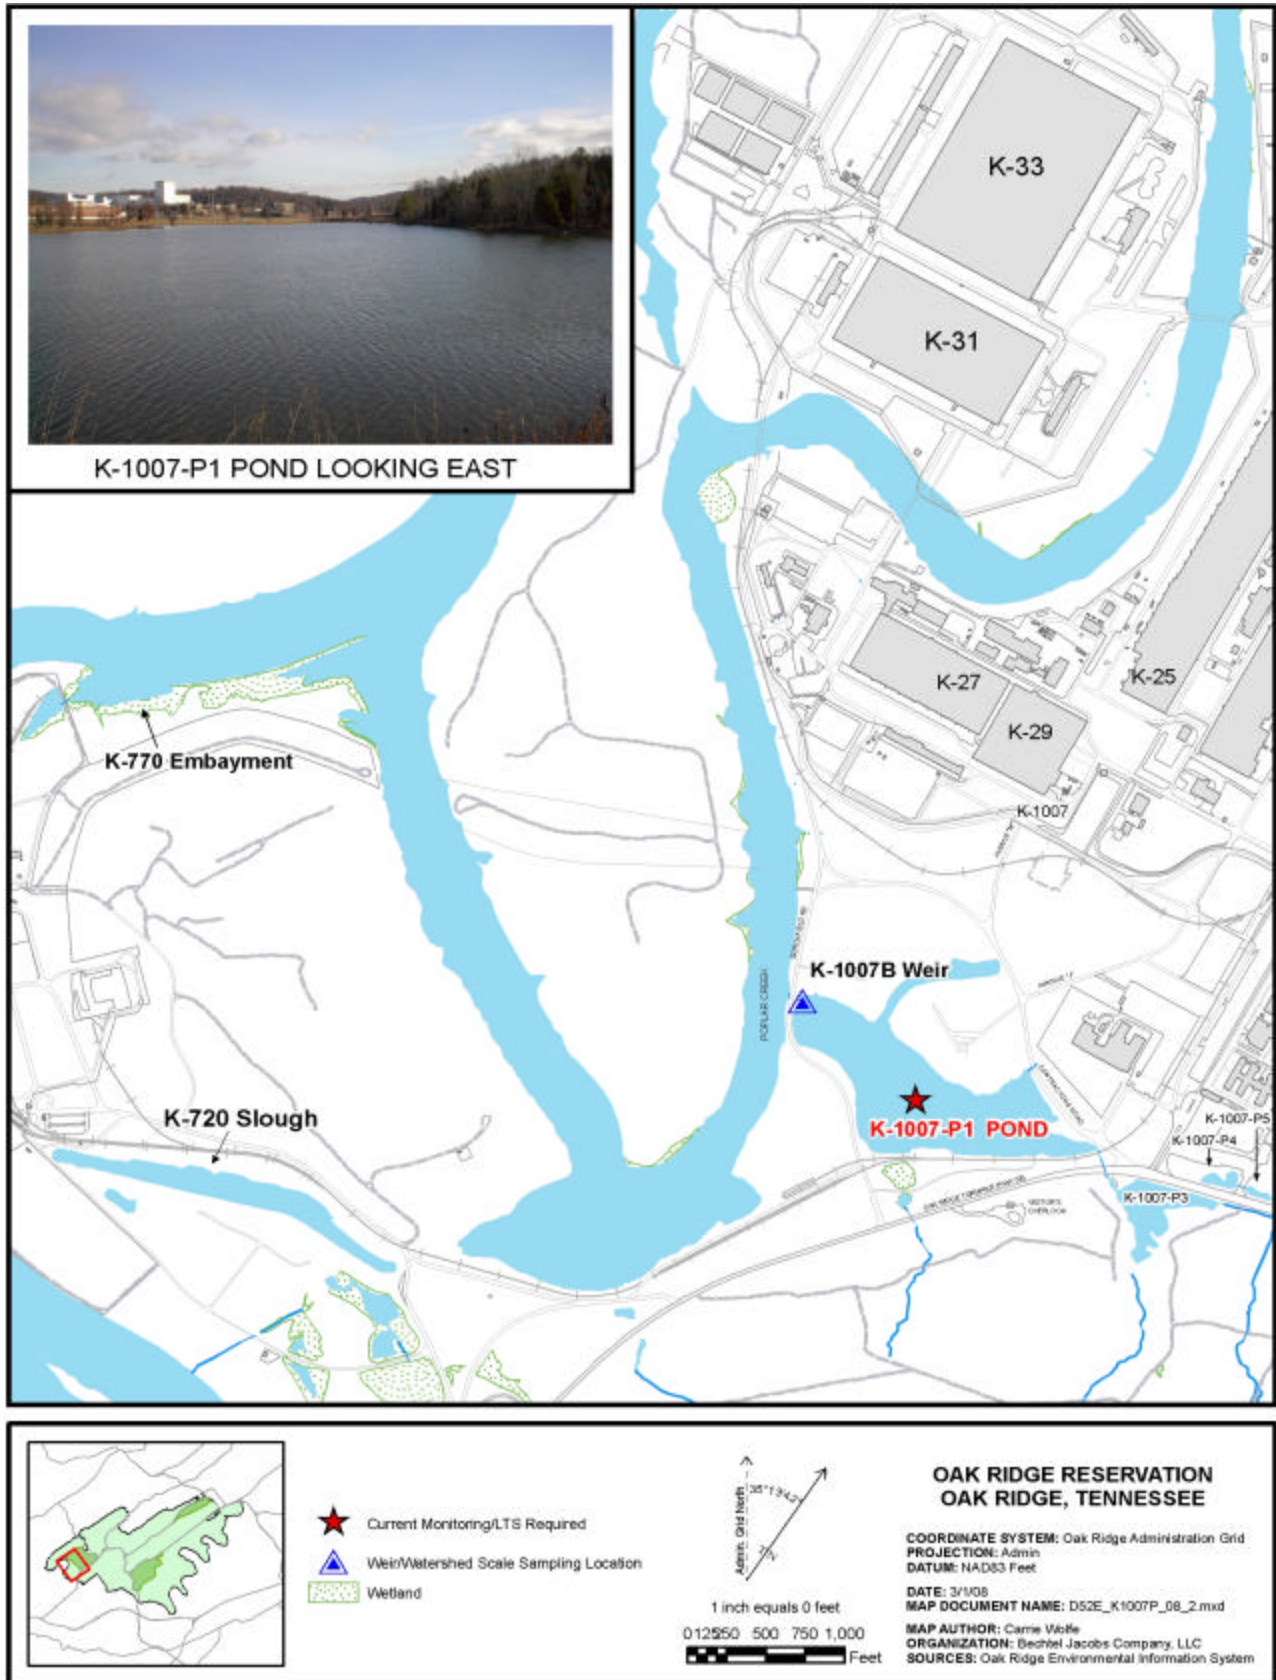 K-1007-P1 POND LOOKING EAST
K-33
K-31
K-27
K-25
K-29
K-1007
K-770 Embayment
POPLAR CREEK
K-1007B Weir
K-720 Slough
K-1007-P1 POND
K-1007-P5
K-1007-P4
K-1007-P3
VISITOR'S
OVERLOOK
Current Monitoring/LTS Required
Weir/Watershed Scale Sampling Location
Wetland
Admin. Grid North
1 inch equals 0 feet
0 125 250 500 750 1,000
Feet
OAK RIDGE RESERVATION
OAK RIDGE, TENNESSEE
COORDINATE SYSTEM: Oak Ridge Administration Grid
PROJECTION: Admin
DATUM: NAD83 Feet
DATE: 3/1/08
MAP DOCUMENT NAME: D52E_K1007P_08_2.mxd
MAP AUTHOR: Carrie Wolfe
ORGANIZATION: Bechtel Jacobs Company, LLC
SOURCES: Oak Ridge Environmental Information System